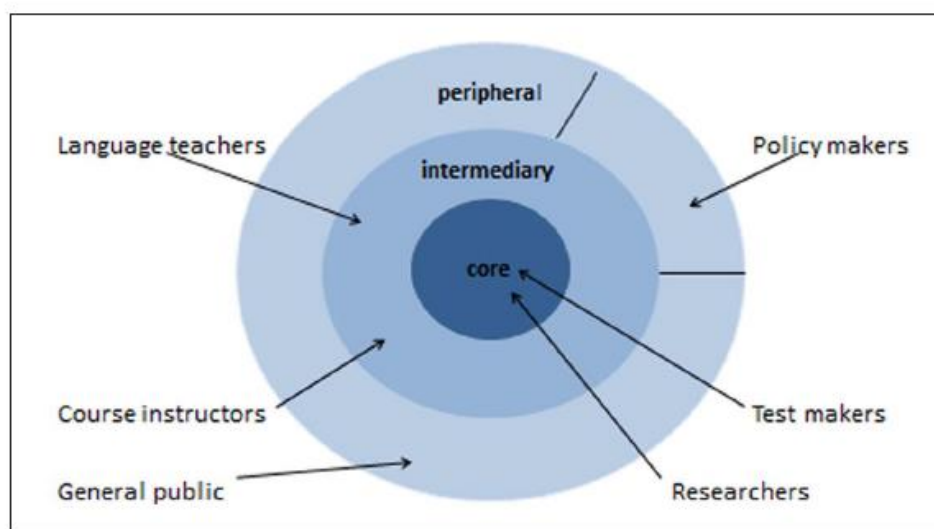 peripheral
Language teachers
Policy makers
intermediary
core
Course instructors
Test makers
General public
Researchers